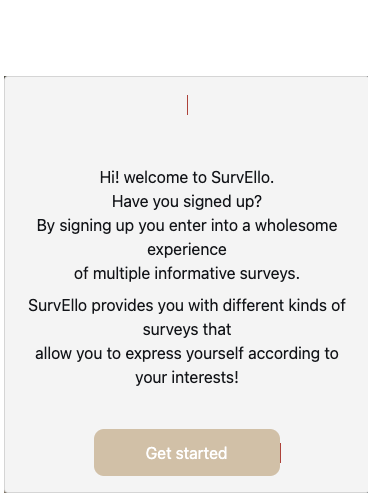 Hi! welcome to SurvEllo.
Have you signed up?
By signing up you enter into a wholesome
experience
of multiple informative surveys.
SurvEllo provides you with different kinds of
surveys that
allow you to express yourself according to
your interests!
Get started